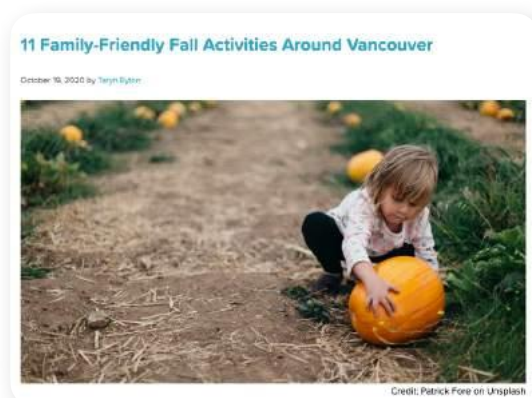 11 Family-Friendly Fall Activities Around Vancouver
October 19, 2020 by Taryn Eyton
Credit: Patrick Fore on Unsplash